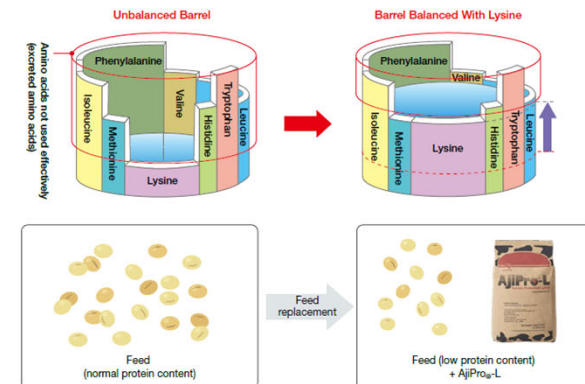 Unbalanced Barrel
Amino acids not used effectively
(excreted amino acids)
Phenylalanine
Isoleucine
Methionine
Valine
Histidine
Tryptophan
Leucine
Lysine
Barrel Balanced With Lysine
Phenylalanine
Valine
Isoleucine
Methionine
Lysine
Histidine
Tryptophan
Leucine
Feed
(normal protein content)
Feed
replacement
AjiPro-L
Feed (low protein content)
+ AjiPro®-L